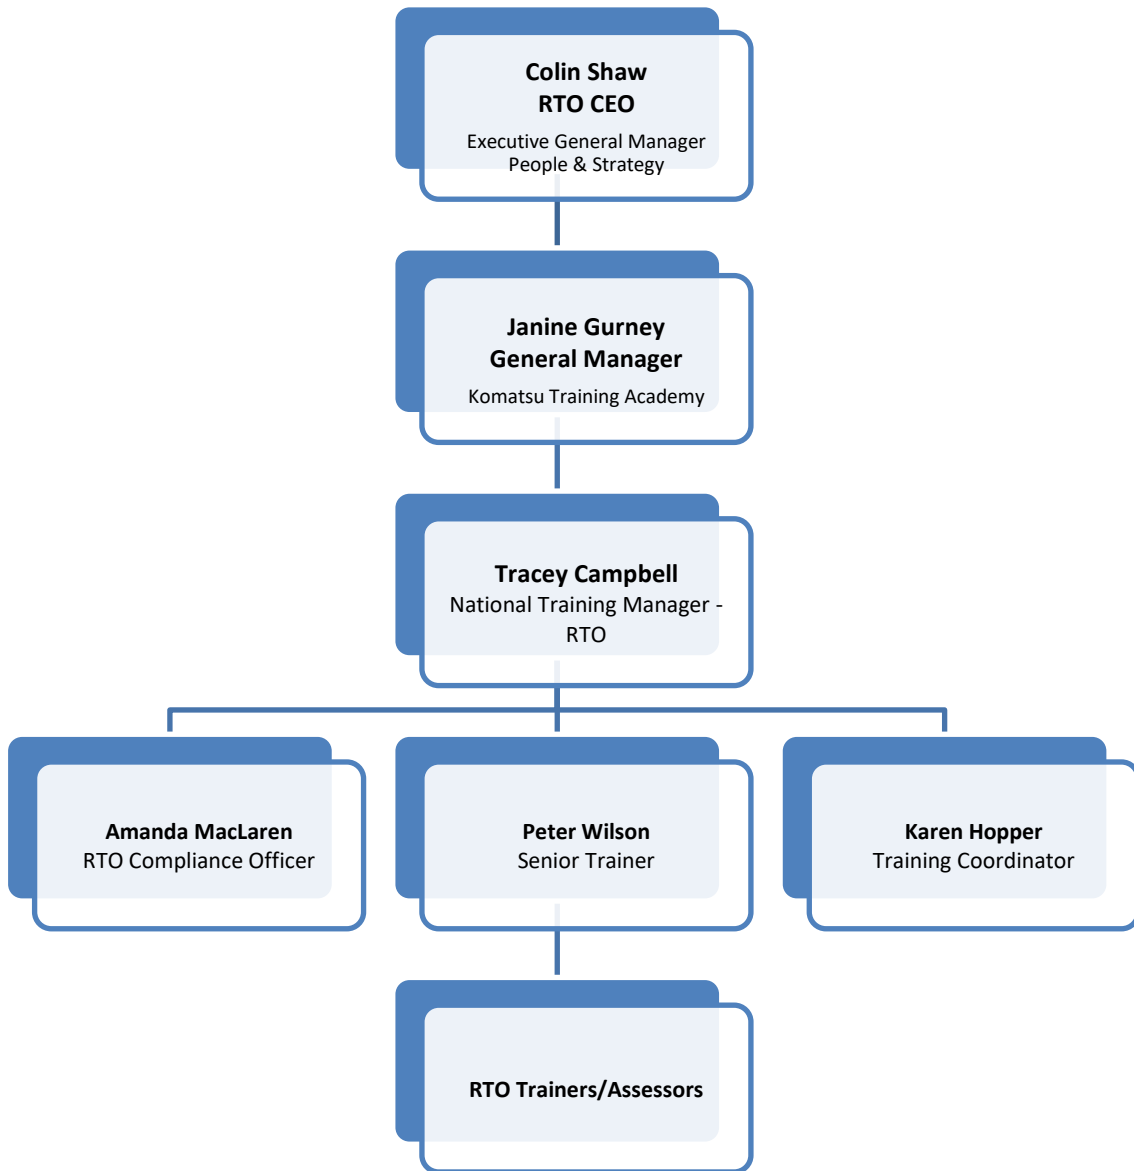 Colin Shaw
RTO CEO
Executive General Manager
People & Strategy
Janine Gurney
General Manager
Komatsu Training Academy
Tracey Campbell
National Training Manager -
RTO
Amanda MacLaren
RTO Compliance Officer
Peter Wilson
Senior Trainer
Karen Hopper
Training Coordinator
RTO Trainers/Assessors